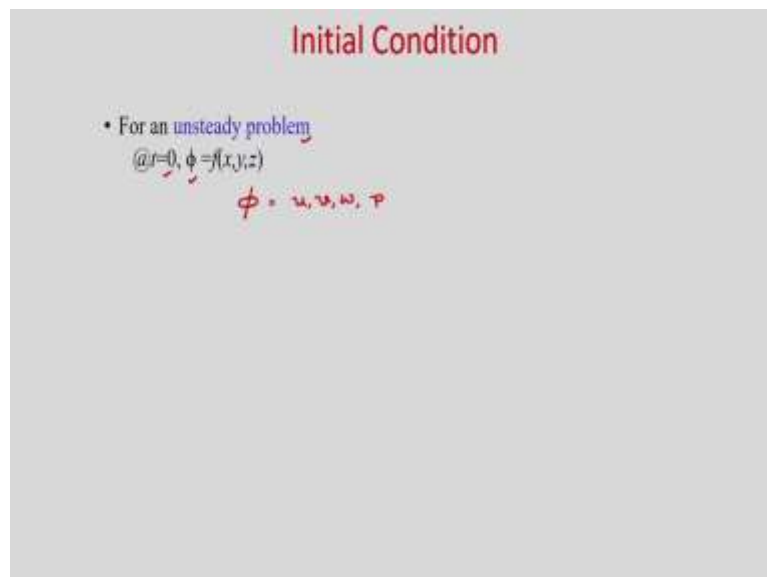 Initial Condition
• For an unsteady problem
@t=0, ϕ =f(x,y,z)
ϕ = u, v, w, p